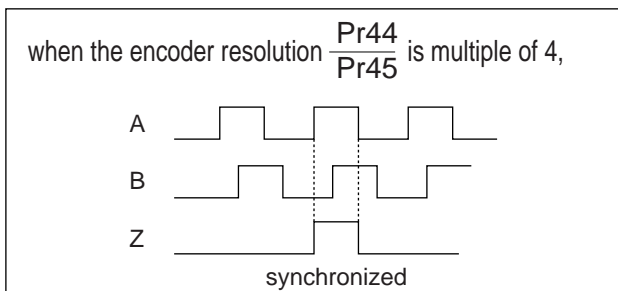 when the encoder resolution Pr44/Pr45 is multiple of 4,
A
B
Z
synchronized